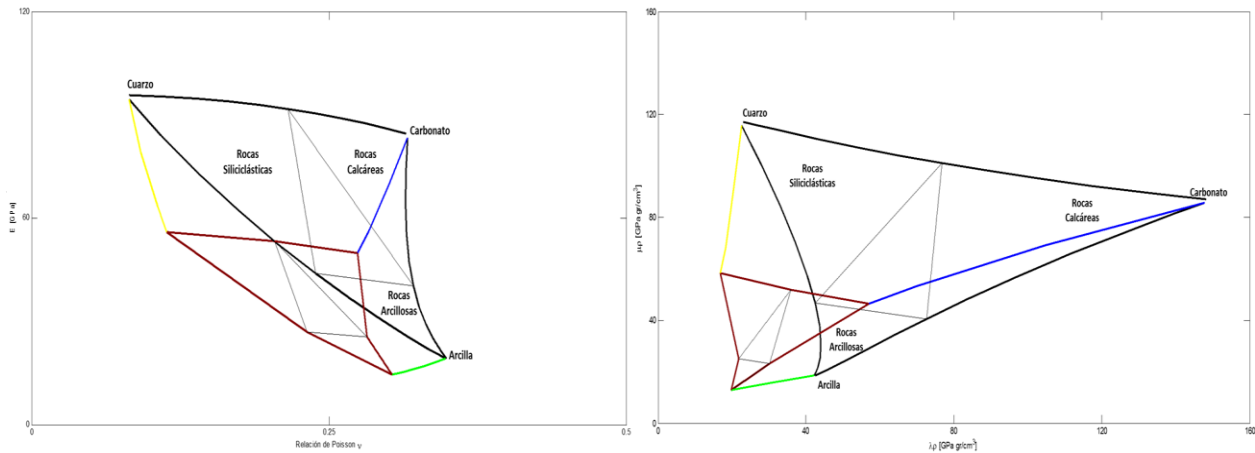 120
Cuarzo
Carbonato
Rocas
Siliciclásticas
Rocas
Calcáreas
E [GPa]
60
Rocas
Arcillosas
Arcilla
0
0
0.25
0.5
Relación de Poisson ν
160
120
Cuarzo
Rocas
Siliciclásticas
Carbonato
Rocas
Calcáreas
μρ [GPa gr/cm³]
80
40
Rocas
Arcillosas
Arcilla
0
0
40
80
120
160
λρ [GPa gr/cm³]